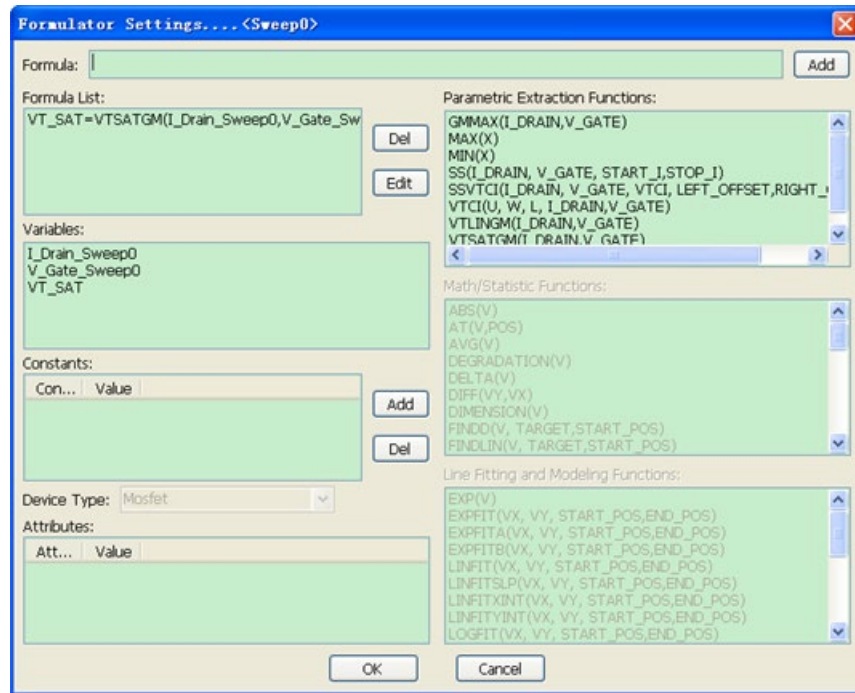 Formulator Settings....<Sweep0>
Formula:
Add
Formula List:
VT_SAT=VTSATGM(I_Drain_Sweep0,V_Gate_Sw
Del
Edit
Variables:
I_Drain_Sweep0
V_Gate_Sweep0
VT_SAT
Constants:
Con... Value
Add
Del
Device Type: Mosfet
Attributes:
Att... Value
Parametric Extraction Functions:
GMMAX(I_DRAIN,V_GATE)
MAX(X)
MIN(X)
SS(I_DRAIN, V_GATE, START_I,STOP_I)
SSVTCI(I_DRAIN, V_GATE, VTCI, LEFT_OFFSET,RIGHT_
VTCI(U, W, L, I_DRAIN,V_GATE)
VTLINGM(I_DRAIN,V_GATE)
VTSATGM(I_DRAIN,V_GATE)
Math/Statistic Functions:
ABS(V)
AT(V,POS)
AVG(V)
DEGRADATION(V)
DELTA(V)
DIFF(VY,VX)
DIMENSION(V)
FINDD(V, TARGET,START_POS)
FINDLIN(V, TARGET,START_POS)
Line Fitting and Modeling Functions:
EXP(V)
EXPFIT(VX, VY, START_POS,END_POS)
EXPFITA(VX, VY, START_POS,END_POS)
EXPFITB(VX, VY, START_POS,END_POS)
LINFIT(VX, VY, START_POS,END_POS)
LINFITSLP(VX, VY, START_POS,END_POS)
LINFITXINT(VX, VY, START_POS,END_POS)
LINFITYINT(VX, VY, START_POS,END_POS)
LOGFIT(VX, VY, START_POS,END_POS)
OK
Cancel